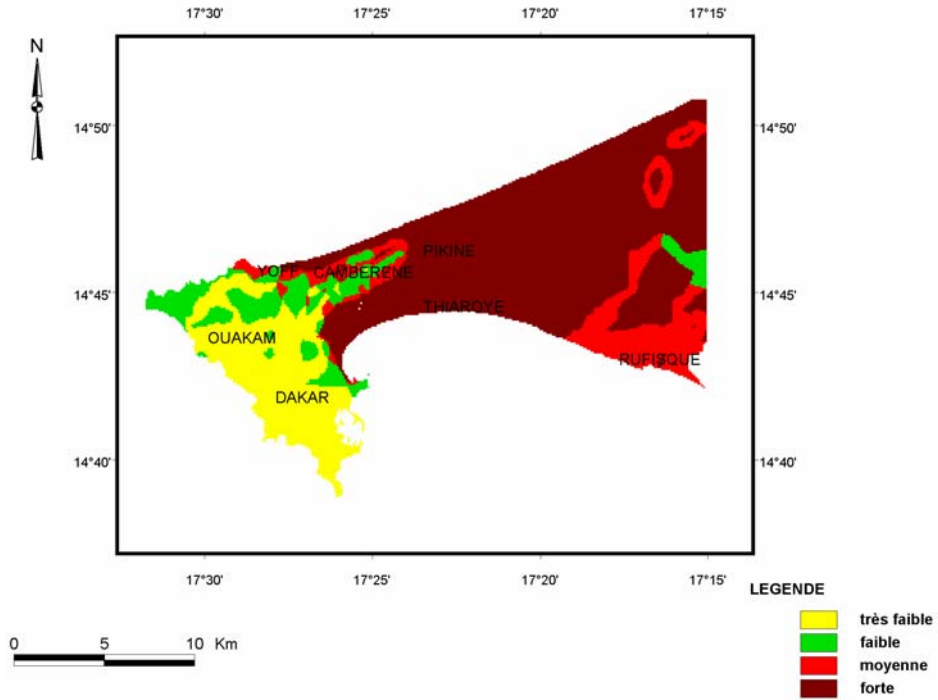 17°30' 17°25' 17°20' 17°15'
N
14°50' 14°50'
PIKINE
YOFF CAMBERENE
14°45' 14°45'
THIAROYE
OUAKAM
RUFISQUE
DAKAR
14°40' 14°40'
17°30' 17°25' 17°20' 17°15'
LEGENDE
très faible
0 5 10 Km
faible
moyenne
forte